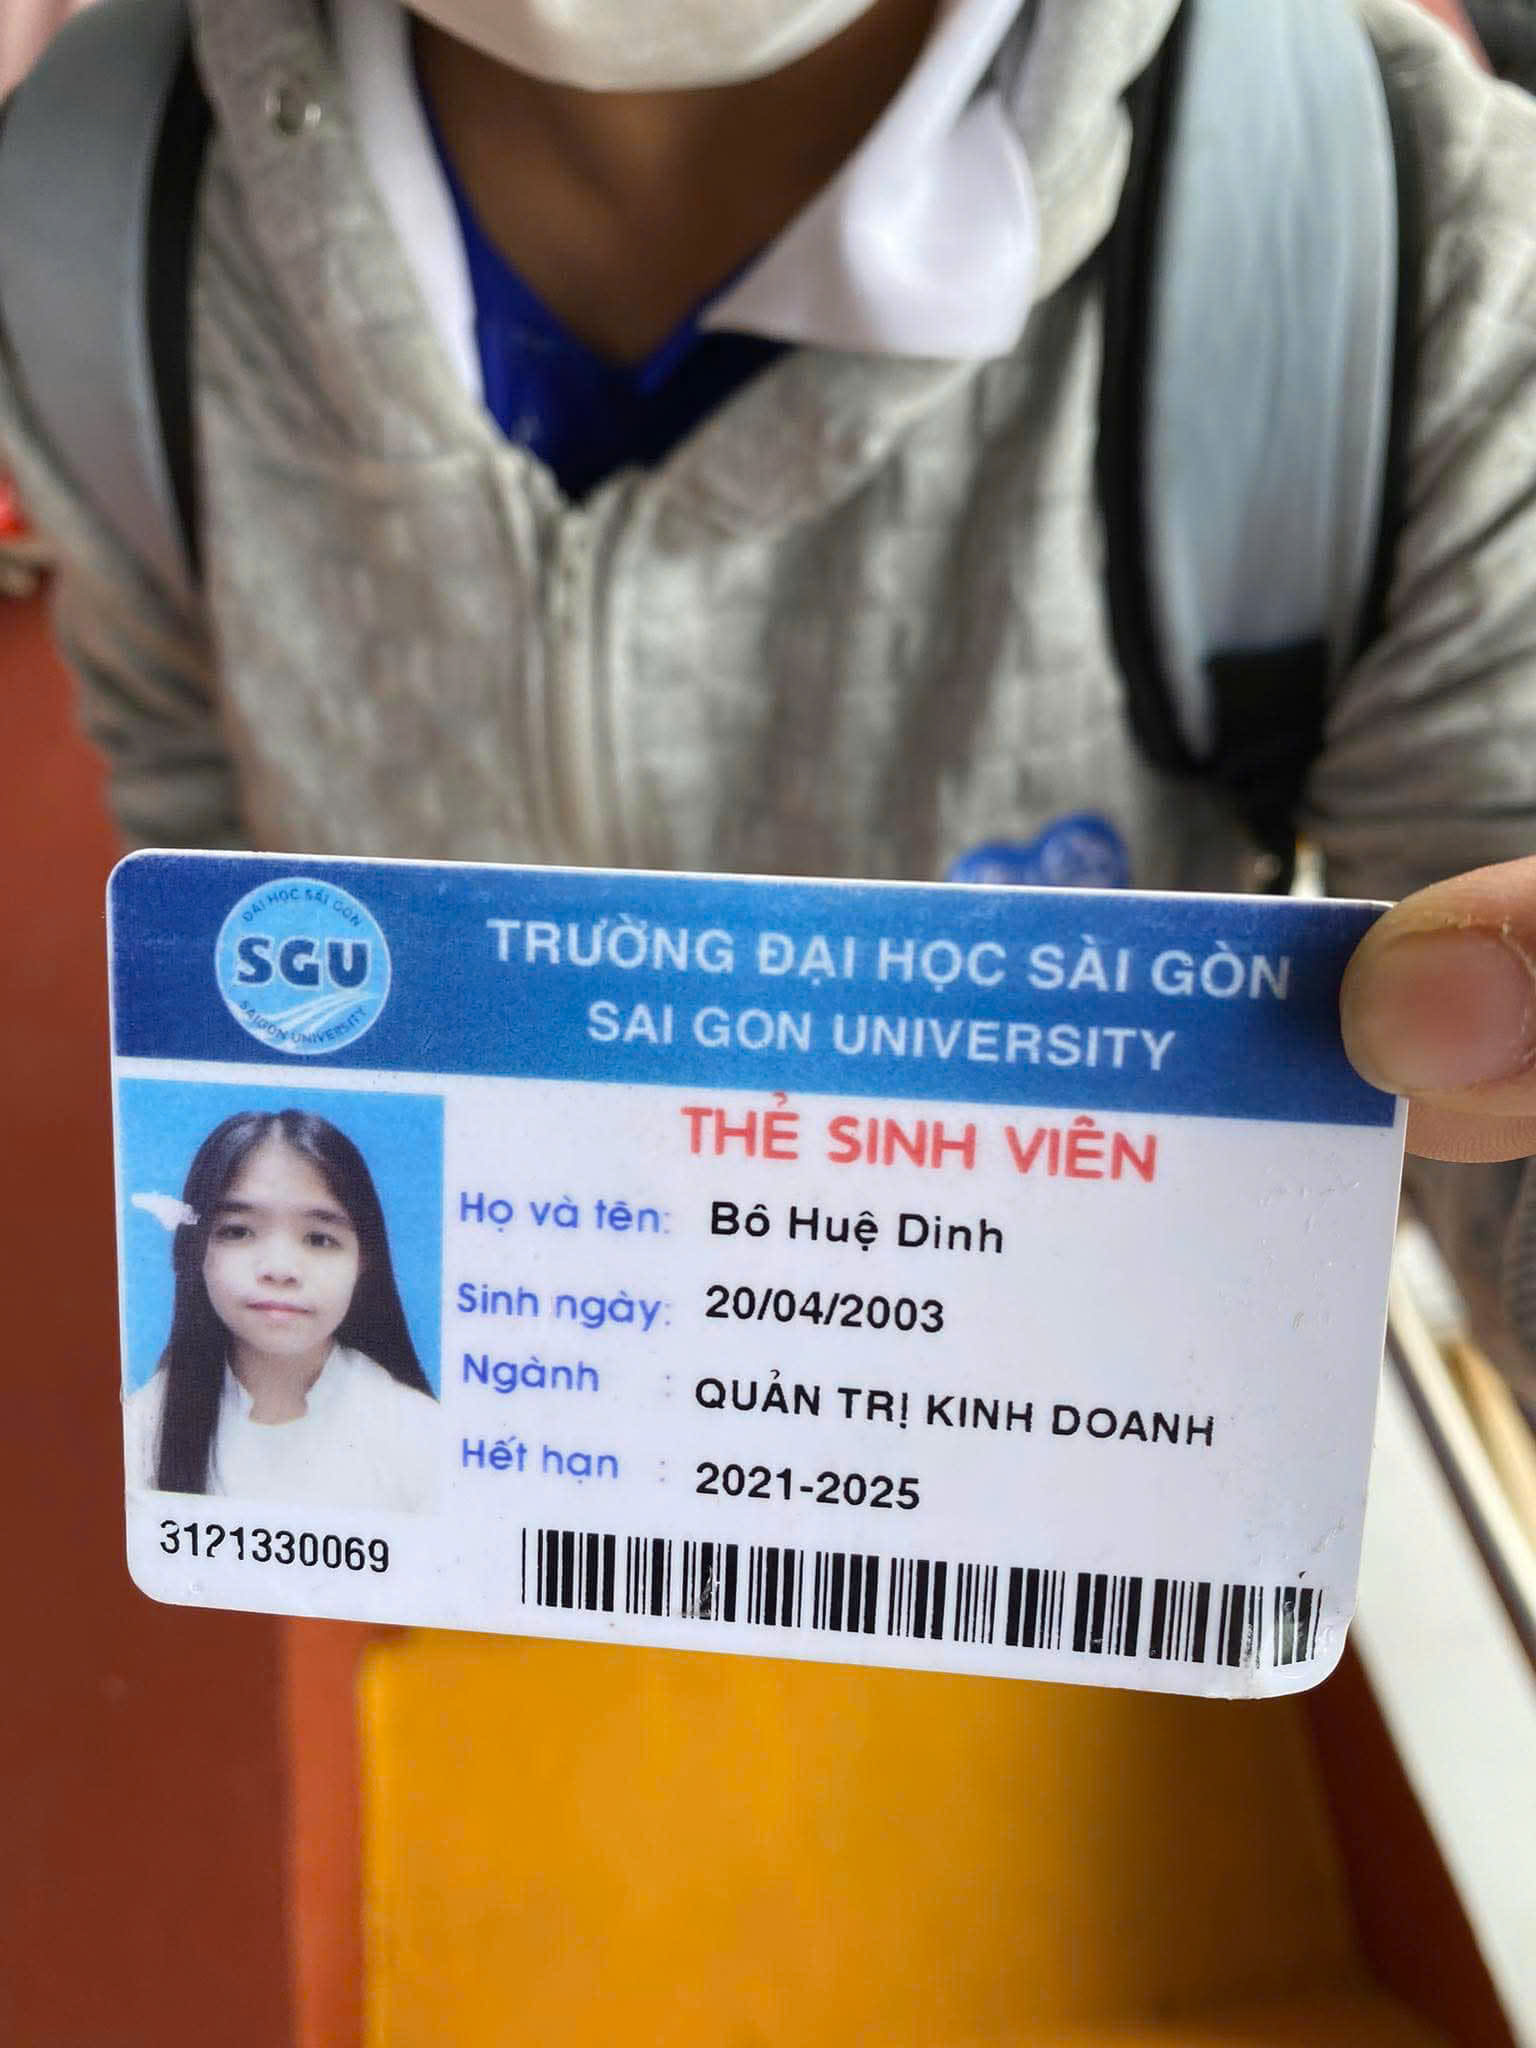 ĐẠI HỌC SÀI GÒN
SGU
SAIGON UNIVERSITY
TRƯỜNG ĐẠI HỌC SÀI GÒN
SAI GON UNIVERSITY
THẺ SINH VIÊN
Họ và tên: Bô Huệ Dinh
Sinh ngày: 20/04/2003
Ngành : QUẢN TRỊ KINH DOANH
Hết hạn : 2021-2025
3121330069